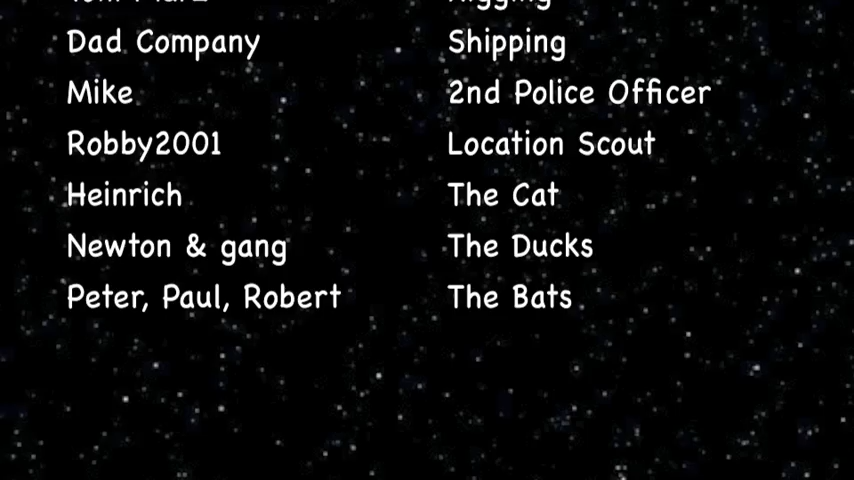 Dad Company Shipping
Mike 2nd Police Officer
Robby2001 Location Scout
Heinrich The Cat
Newton & gang The Ducks
Peter, Paul, Robert The Bats